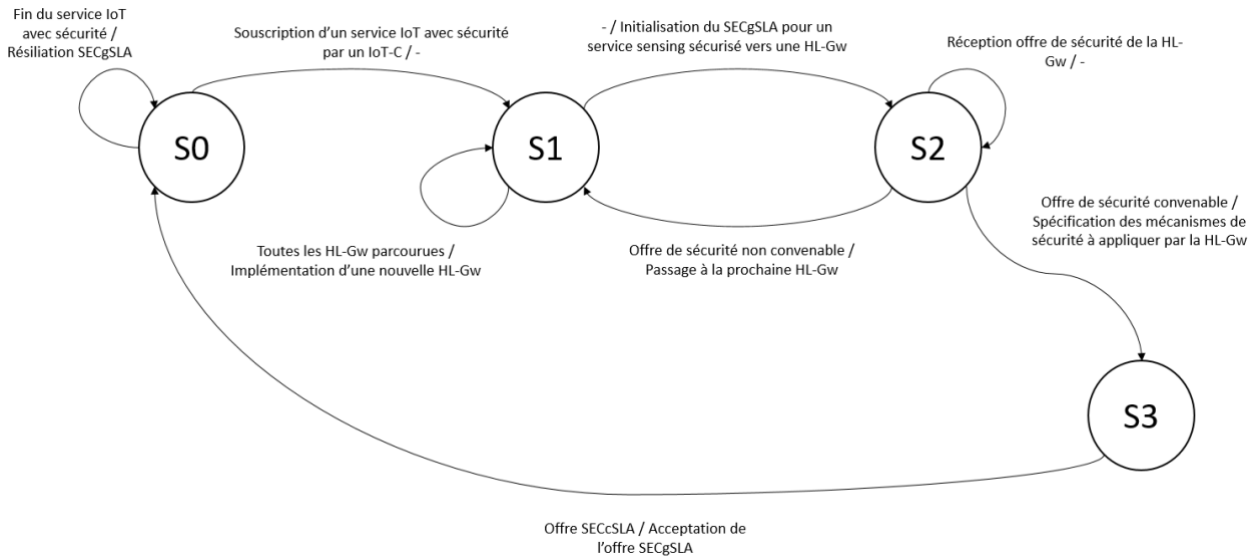 Fin du service IoT
avec sécurité /
Résiliation SECgSLA
Souscription d'un service IoT avec sécurité
par un IoT-C / -
- / Initialisation du SECgSLA pour un
service sensing sécurisé vers une HL-Gw
Réception offre de sécurité de la HL-
Gw / -
S0
S1
S2
Toutes les HL-Gw parcourues /
Implémentation d'une nouvelle HL-Gw
Offre de sécurité non convenable /
Passage à la prochaine HL-Gw
Offre de sécurité convenable /
Spécification des mécanismes de
sécurité à appliquer par la HL-Gw
S3
Offre SECcSLA / Acceptation de
l'offre SECgSLA